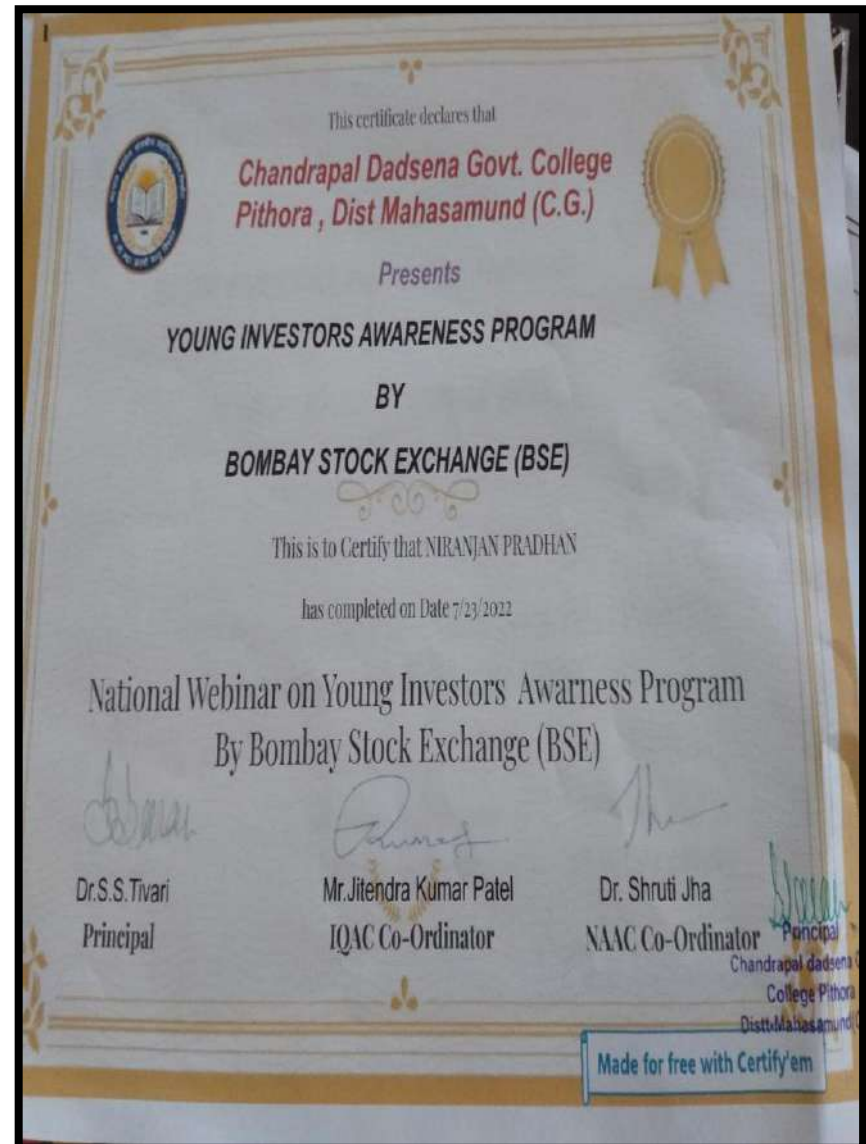 This certificate declares that
Chandrapal Dadsena Govt. College
Pithora , Dist Mahasamund (C.G.)
Presents
YOUNG INVESTORS AWARENESS PROGRAM
BY
BOMBAY STOCK EXCHANGE (BSE)
This is to Certify that NIRANJAN PRADHAN
has completed on Date 7/23/2022
National Webinar on Young Investors Awarness Program
By Bombay Stock Exchange (BSE)
Dr.S.S.Tivari
Principal
Mr.Jitendra Kumar Patel
IQAC Co-Ordinator
Dr. Shruti Jha
NAAC Co-Ordinator
Principal
Chandrapal dadsena
College Pithora
Distt-Mahasamund
Made for free with Certify'em